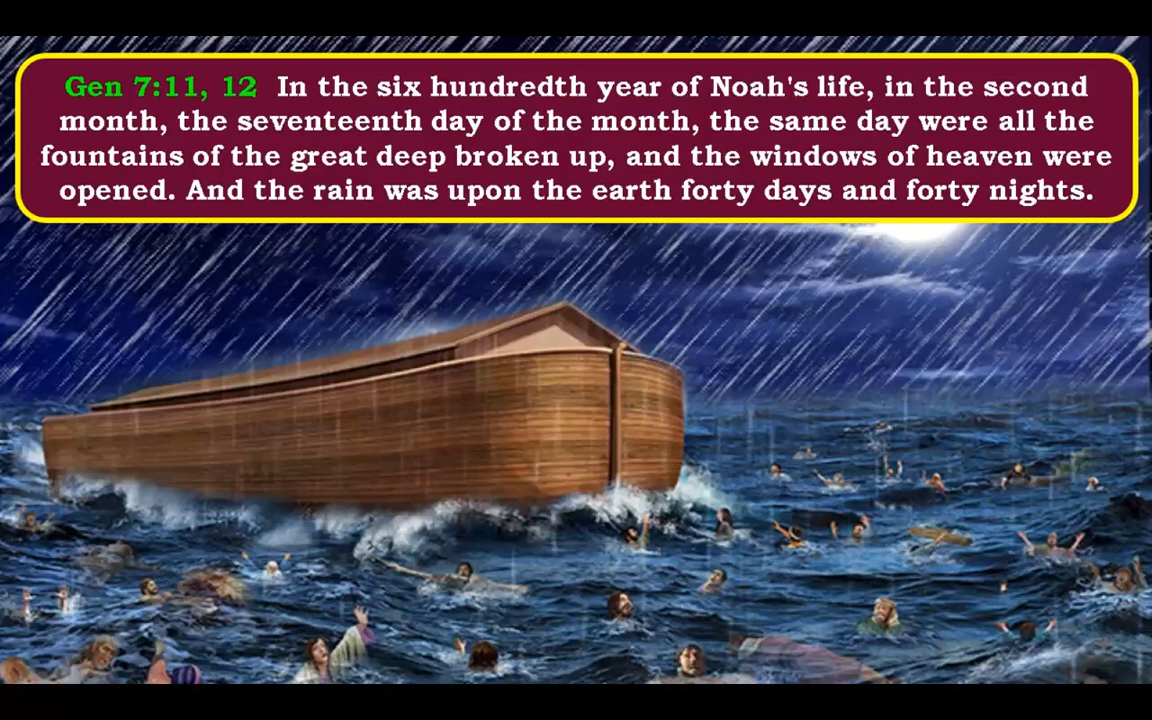 Gen 7:11, 12 In the six hundredth year of Noah's life, in the second
month, the seventeenth day of the month, the same day were all the
fountains of the great deep broken up, and the windows of heaven were
opened. And the rain was upon the earth forty days and forty nights.